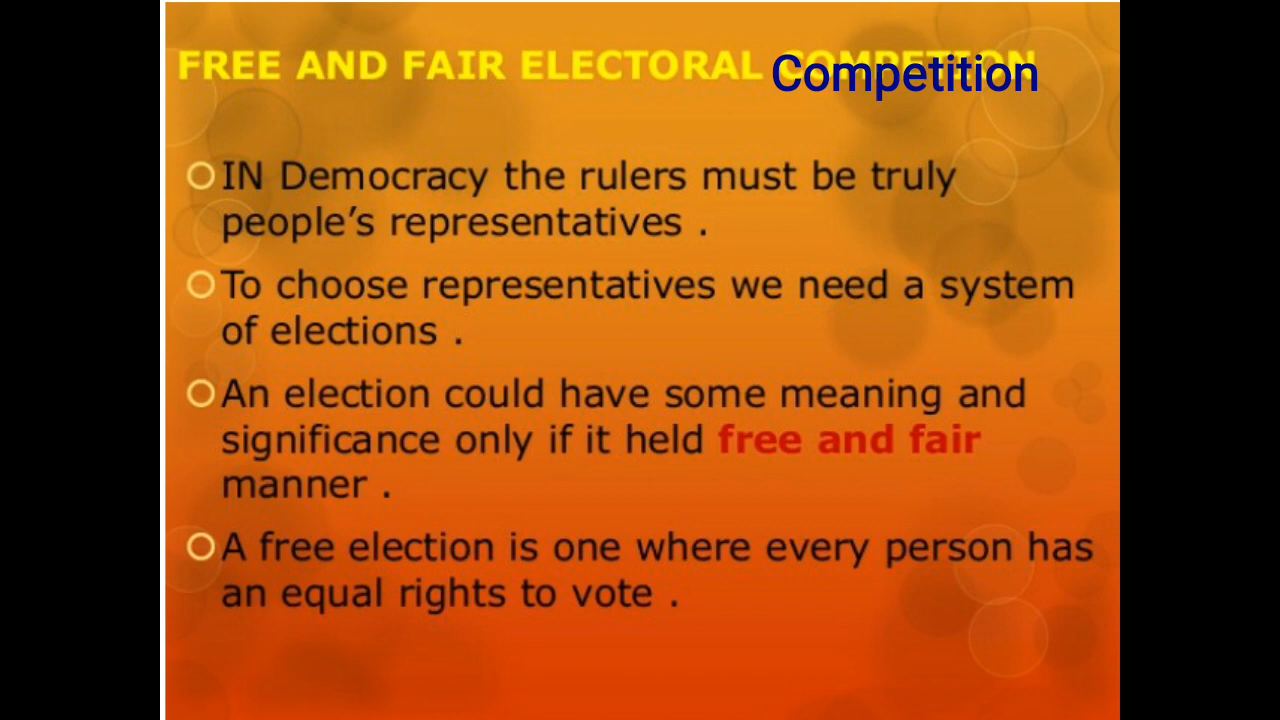 FREE AND FAIR ELECTORAL COMPETION
Competition
IN Democracy the rulers must be truly
people’s representatives .
To choose representatives we need a system
of elections .
An election could have some meaning and
significance only if it held free and fair
manner .
A free election is one where every person has
an equal rights to vote .